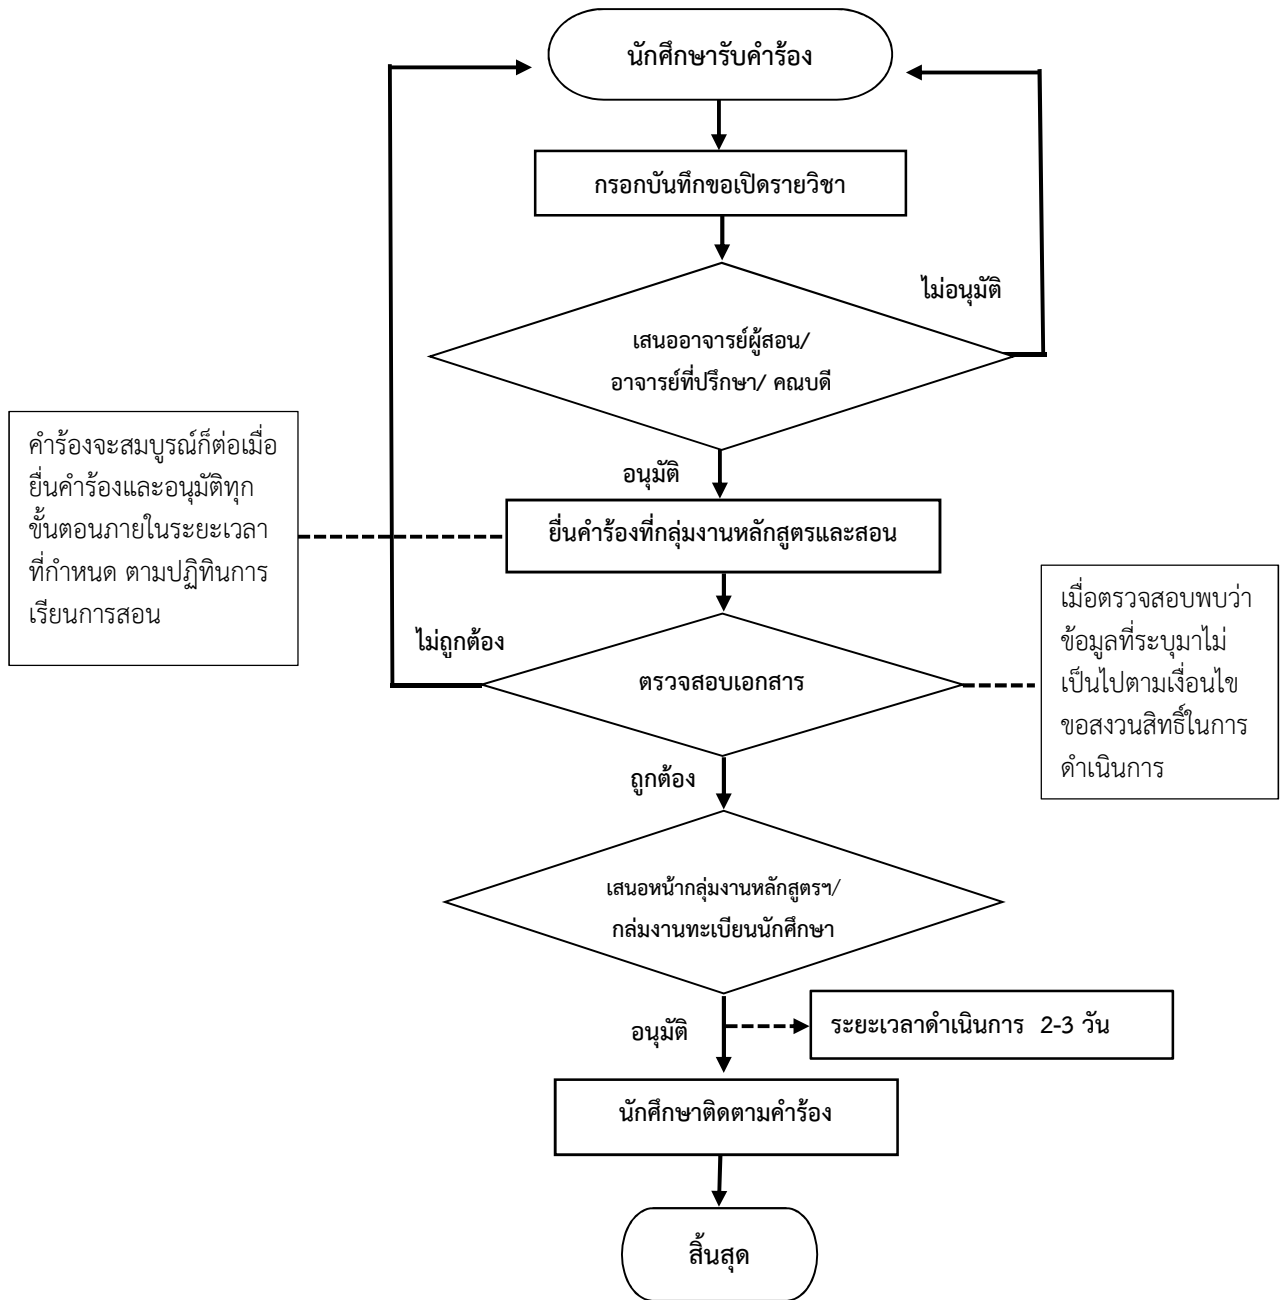 นักศึกษารับคำร้อง
กรอกบันทึกขอเปิดรายวิชา
ไม่อนุมัติ
เสนออาจารย์ผู้สอน/
อาจารย์ที่ปรึกษา/ คณบดี
อนุมัติ
คำร้องจะสมบูรณ์ก็ต่อเมื่อ
ยื่นคำร้องและอนุมัติทุก
ขั้นตอนภายในระยะเวลา
ที่กำหนด ตามปฏิทินการ
เรียนการสอน
ยื่นคำร้องที่กลุ่มงานหลักสูตรและสอน
ไม่ถูกต้อง
ตรวจสอบเอกสาร
เมื่อตรวจสอบพบว่า
ข้อมูลที่ระบุมาไม่
เป็นไปตามเงื่อนไข
ขอสงวนสิทธิ์ในการ
ดำเนินการ
ถูกต้อง
เสนอหน้ากลุ่มงานหลักสูตรฯ/
กล่มงานทะเบียนนักศึกษา
อนุมัติ
ระยะเวลาดำเนินการ 2-3 วัน
นักศึกษาติดตามคำร้อง
สิ้นสุด